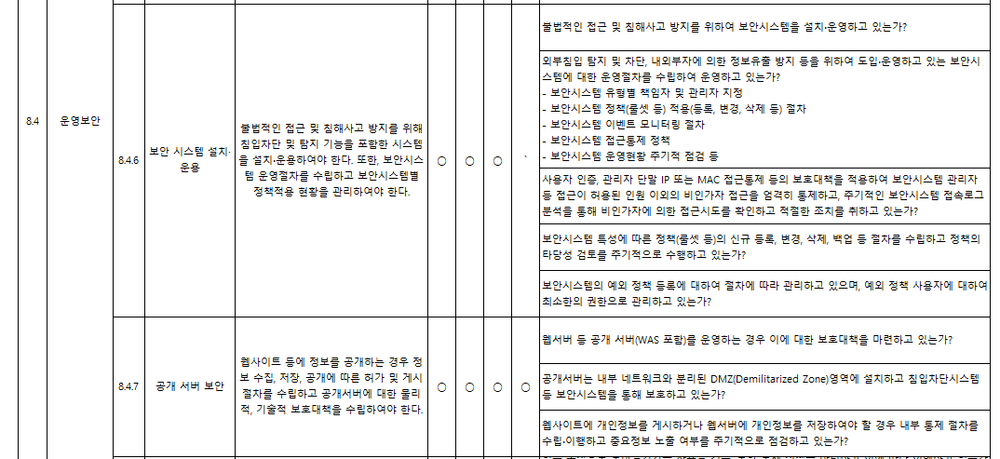 8.4
운영보안
8.4.6
보안 시스템 설치·
운용
불법적인 접근 및 침해사고 방지를 위해
침입차단 및 탐지 기능을 포함한 시스템
을 설치·운용하여야 한다. 또한, 보안시스
템 운영절차를 수립하고 보안시스템별
정책적용 현황을 관리하여야 한다.
○ ○ ○ `
불법적인 접근 및 침해사고 방지를 위하여 보안시스템을 설치·운영하고 있는가?
외부침입 탐지 및 차단, 내외부자에 의한 정보유출 방지 등을 위하여 도입·운영하고 있는 보안시
스템에 대한 운영절차를 수립하여 운영하고 있는가?
- 보안시스템 유형별 책임자 및 관리자 지정
- 보안시스템 정책(룰셋 등) 적용(등록, 변경, 삭제 등) 절차
- 보안시스템 이벤트 모니터링 절차
- 보안시스템 접근통제 정책
- 보안시스템 운영현황 주기적 점검 등
사용자 인증, 관리자 단말 IP 또는 MAC 접근통제 등의 보호대책을 적용하여 보안시스템 관리자
등 접근이 허용된 인원 이외의 비인가자 접근을 엄격히 통제하고, 주기적인 보안시스템 접속로그
분석을 통해 비인가자에 의한 접근시도를 확인하고 적절한 조치를 취하고 있는가?
보안시스템 특성에 따른 정책(룰셋 등)의 신규 등록, 변경, 삭제, 백업 등 절차를 수립하고 정책의
타당성 검토를 주기적으로 수행하고 있는가?
보안시스템의 예외 정책 등록에 대하여 절차에 따라 관리하고 있으며, 예외 정책 사용자에 대하여
최소한의 권한으로 관리하고 있는가?
8.4.7
공개 서버 보안
웹사이트 등에 정보를 공개하는 경우 정
보 수집, 저장, 공개에 따른 허가 및 게시
절차를 수립하고 공개서버에 대한 물리
적, 기술적 보호대책을 수립하여야 한다.
○ ○ ○ ○
웹서버 등 공개 서버(WAS 포함)를 운영하는 경우 이에 대한 보호대책을 마련하고 있는가?
공개서버는 내부 네트워크와 분리된 DMZ(Demilitarized Zone)영역에 설치하고 침입차단시스템
등 보안시스템을 통해 보호하고 있는가?
웹사이트에 개인정보를 게시하거나 웹서버에 개인정보를 저장하여야 할 경우 내부 통제 절차를
수립·이행하고 중요정보 노출 여부를 주기적으로 점검하고 있는가?